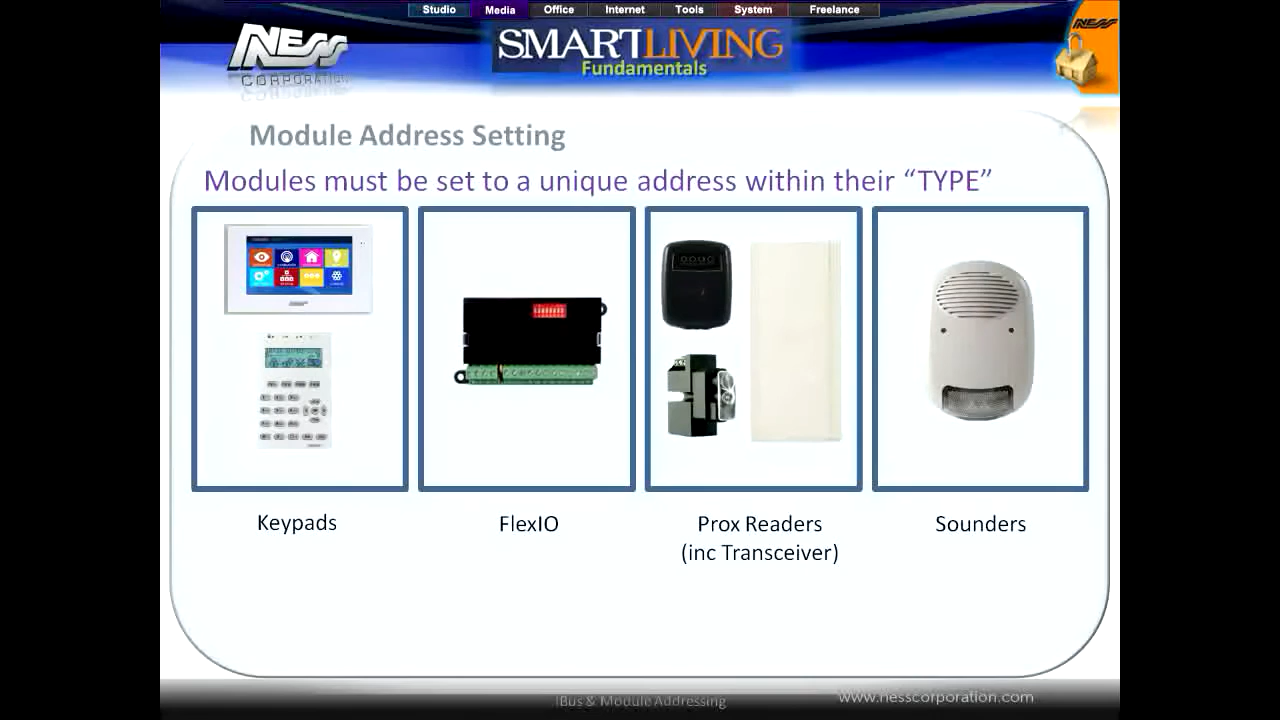 Studio Media Office Internet Tools System Freelance
NESS
CORPORATION
SMARTLIVING
Fundamentals
NESS
Module Address Setting
Modules must be set to a unique address within their “TYPE”
Keypads
FlexIO
Prox Readers
(inc Transceiver)
Sounders
iBus & Module Addressing
www.nesscorporation.com